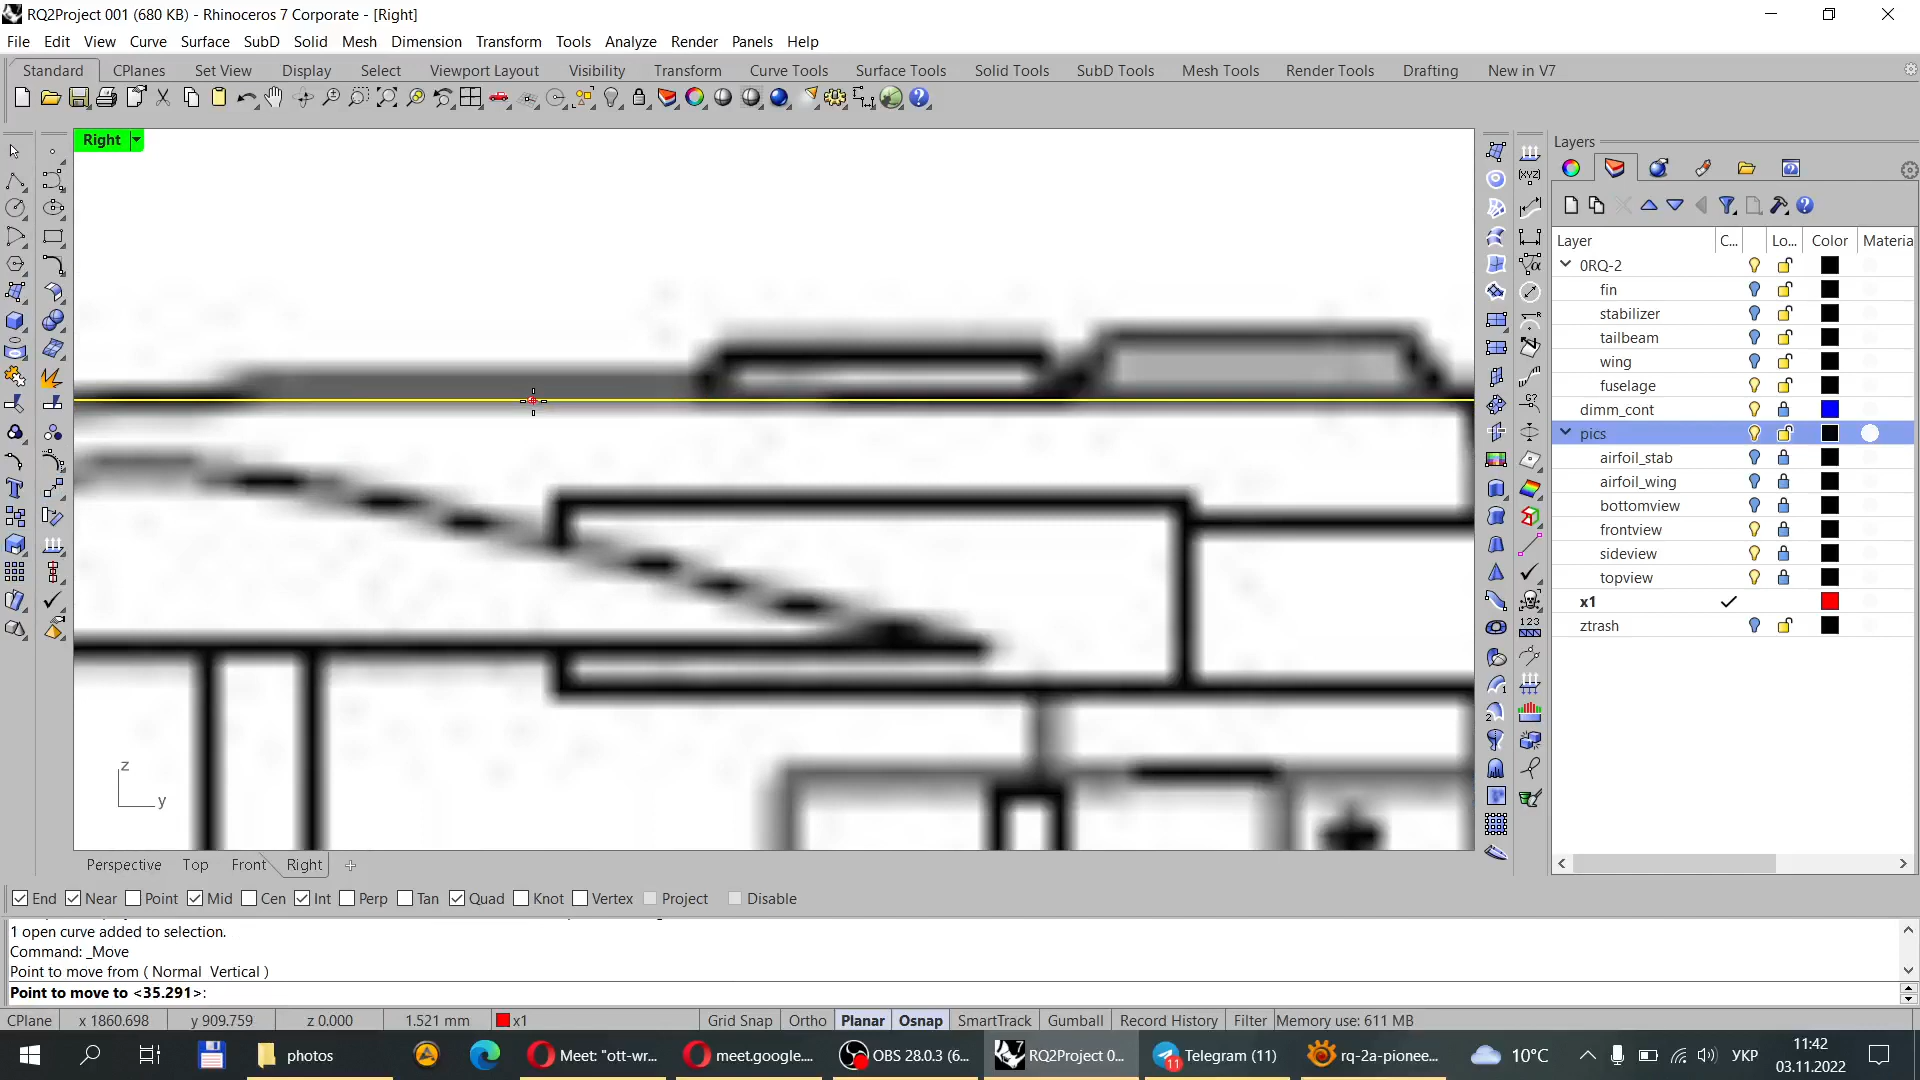 RQ2Project 001 (680 KB) - Rhinoceros 7 Corporate - [Right]
File Edit View Curve Surface SubD Solid Mesh Dimension Transform Tools Analyze Render Panels Help
Standard CPlanes Set View Display Select Viewport Layout Visibility Transform Curve Tools Surface Tools Solid Tools SubD Tools Mesh Tools Render Tools Drafting New in V7
Right
Layers
Layer C... Lo... Color Materia
0RQ-2
fin
stabilizer
tailbeam
wing
fuselage
dimm_cont
pics
airfoil_stab
airfoil_wing
bottomview
frontview
sideview
topview
x1
ztrash
z
y
Perspective Top Front Right
End Near Point Mid Cen Int Perp Tan Quad Knot Vertex Project Disable
1 open curve added to selection.
Command: _Move
Point to move from ( Normal Vertical )
Point to move to <35.291>:
CPlane x 1860.698 y 909.759 z 0.000 1.521 mm x1 Grid Snap Ortho Planar Osnap SmartTrack Gumball Record History Filter Memory use: 611 MB
photos Meet: "ott-wr... meet.google.... OBS 28.0.3 (6... RQ2Project 0... Telegram (11) rq-2a-pionee... 10°C УКР 11:42
03.11.2022